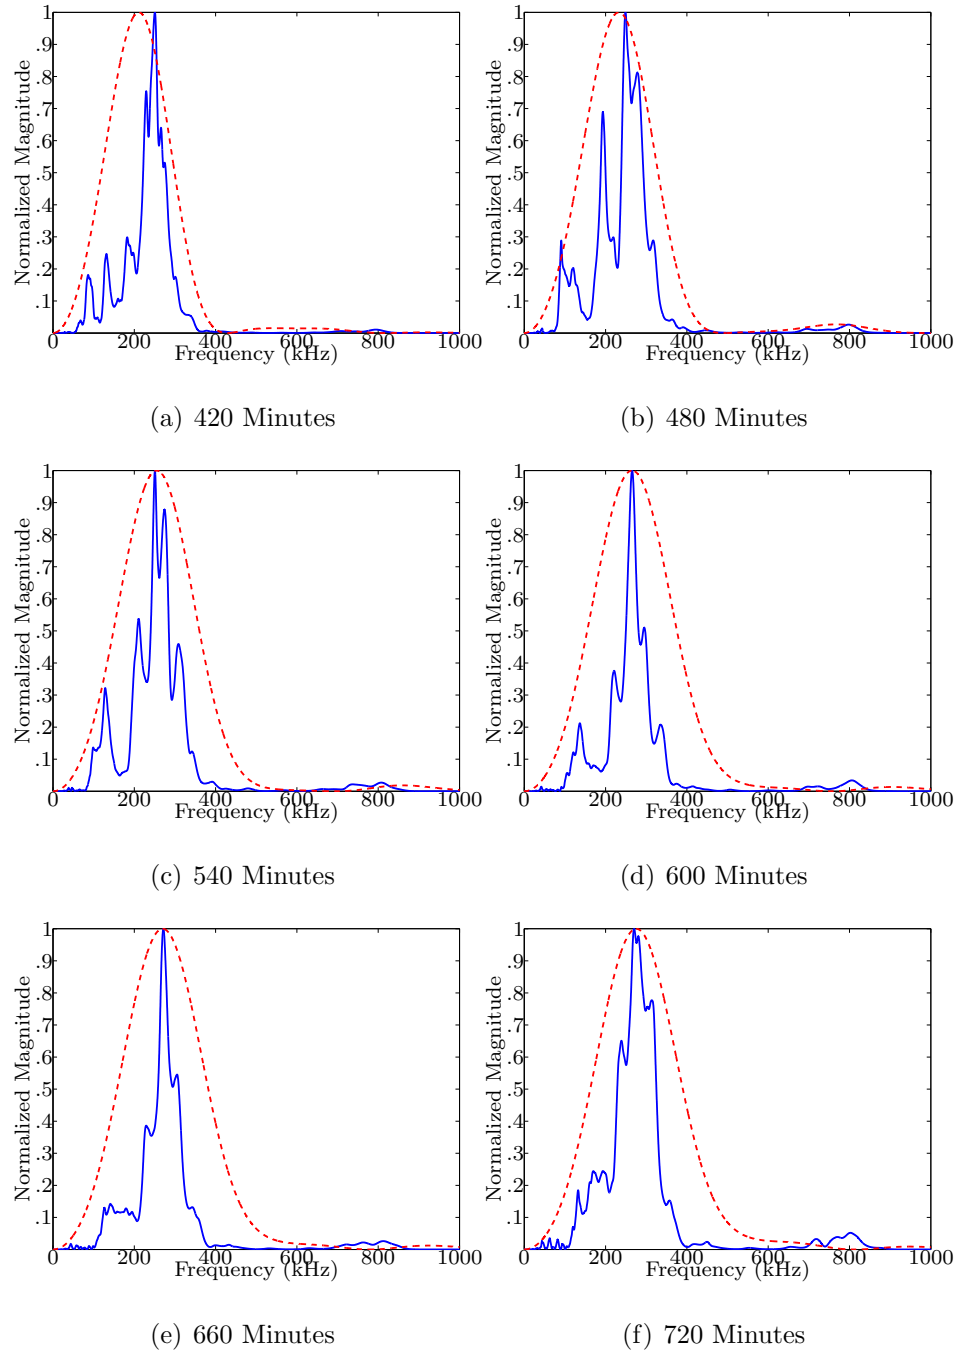 1
.9
.8
.7
.6
.5
.4
.3
.2
.1
0 200 400 600 800 1000
Normalized Magnitude
Frequency (kHz)
(a) 420 Minutes
1
.9
.8
.7
.6
.5
.4
.3
.2
.1
0 200 400 600 800 1000
Normalized Magnitude
Frequency (kHz)
(b) 480 Minutes
1
.9
.8
.7
.6
.5
.4
.3
.2
.1
0 200 400 600 800 1000
Normalized Magnitude
Frequency (kHz)
(c) 540 Minutes
1
.9
.8
.7
.6
.5
.4
.3
.2
.1
0 200 400 600 800 1000
Normalized Magnitude
Frequency (kHz)
(d) 600 Minutes
1
.9
.8
.7
.6
.5
.4
.3
.2
.1
0 200 400 600 800 1000
Normalized Magnitude
Frequency (kHz)
(e) 660 Minutes
1
.9
.8
.7
.6
.5
.4
.3
.2
.1
0 200 400 600 800 1000
Normalized Magnitude
Frequency (kHz)
(f) 720 Minutes